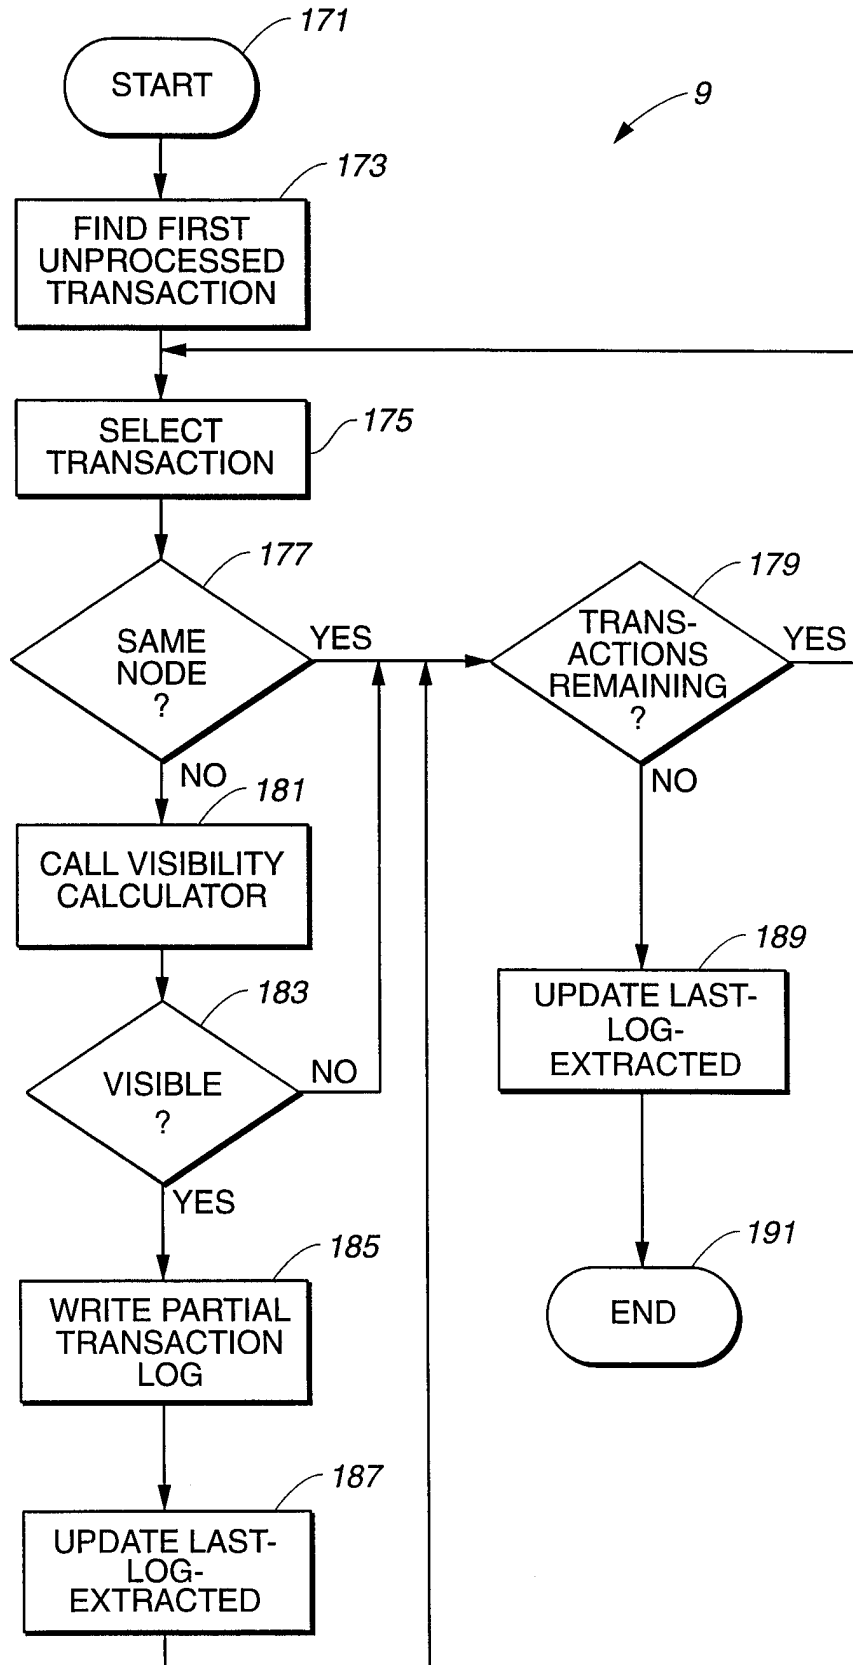 171
START
9
173
FIND FIRST
UNPROCESSED
TRANSACTION
175
SELECT
TRANSACTION
177
SAME
NODE
?
YES
NO
179
TRANS-
ACTIONS
REMAINING
?
YES
NO
181
CALL VISIBILITY
CALCULATOR
183
VISIBLE
?
NO
YES
185
WRITE PARTIAL
TRANSACTION
LOG
187
UPDATE LAST-
LOG-
EXTRACTED
189
UPDATE LAST-
LOG-
EXTRACTED
191
END